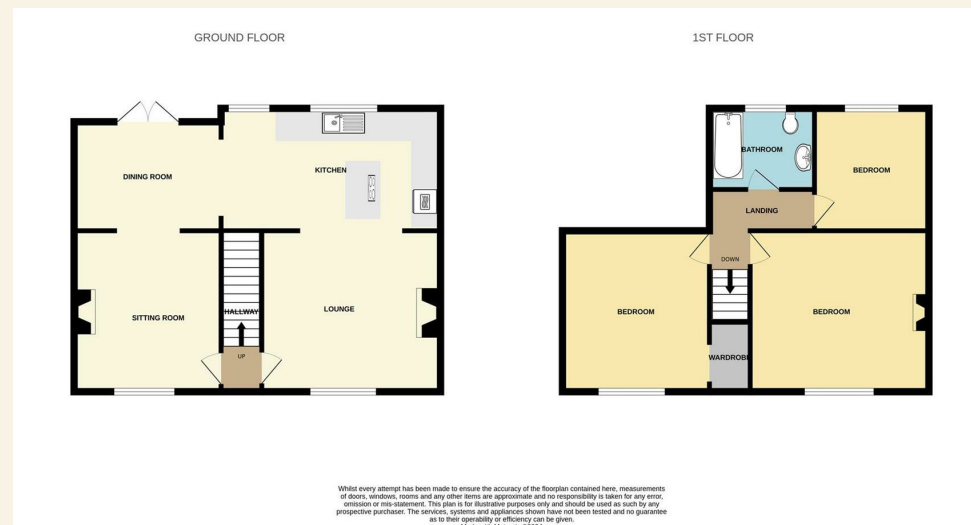 GROUND FLOOR
1ST FLOOR
DINING ROOM
KITCHEN
SITTING ROOM
HALLWAY
LOUNGE
UP
BATHROOM
BEDROOM
LANDING
DOWN
BEDROOM
BEDROOM
WARDROBE
Whilst every attempt has been made to ensure the accuracy of the floorplan contained here, measurements
of doors, windows, rooms and any other items are approximate and no responsibility is taken for any error,
omission or mis-statement. This plan is for illustrative purposes only and should be used as such by any
prospective purchaser. The services, systems and appliances shown have not been tested and no guarantee
as to their operability or efficiency can be given.